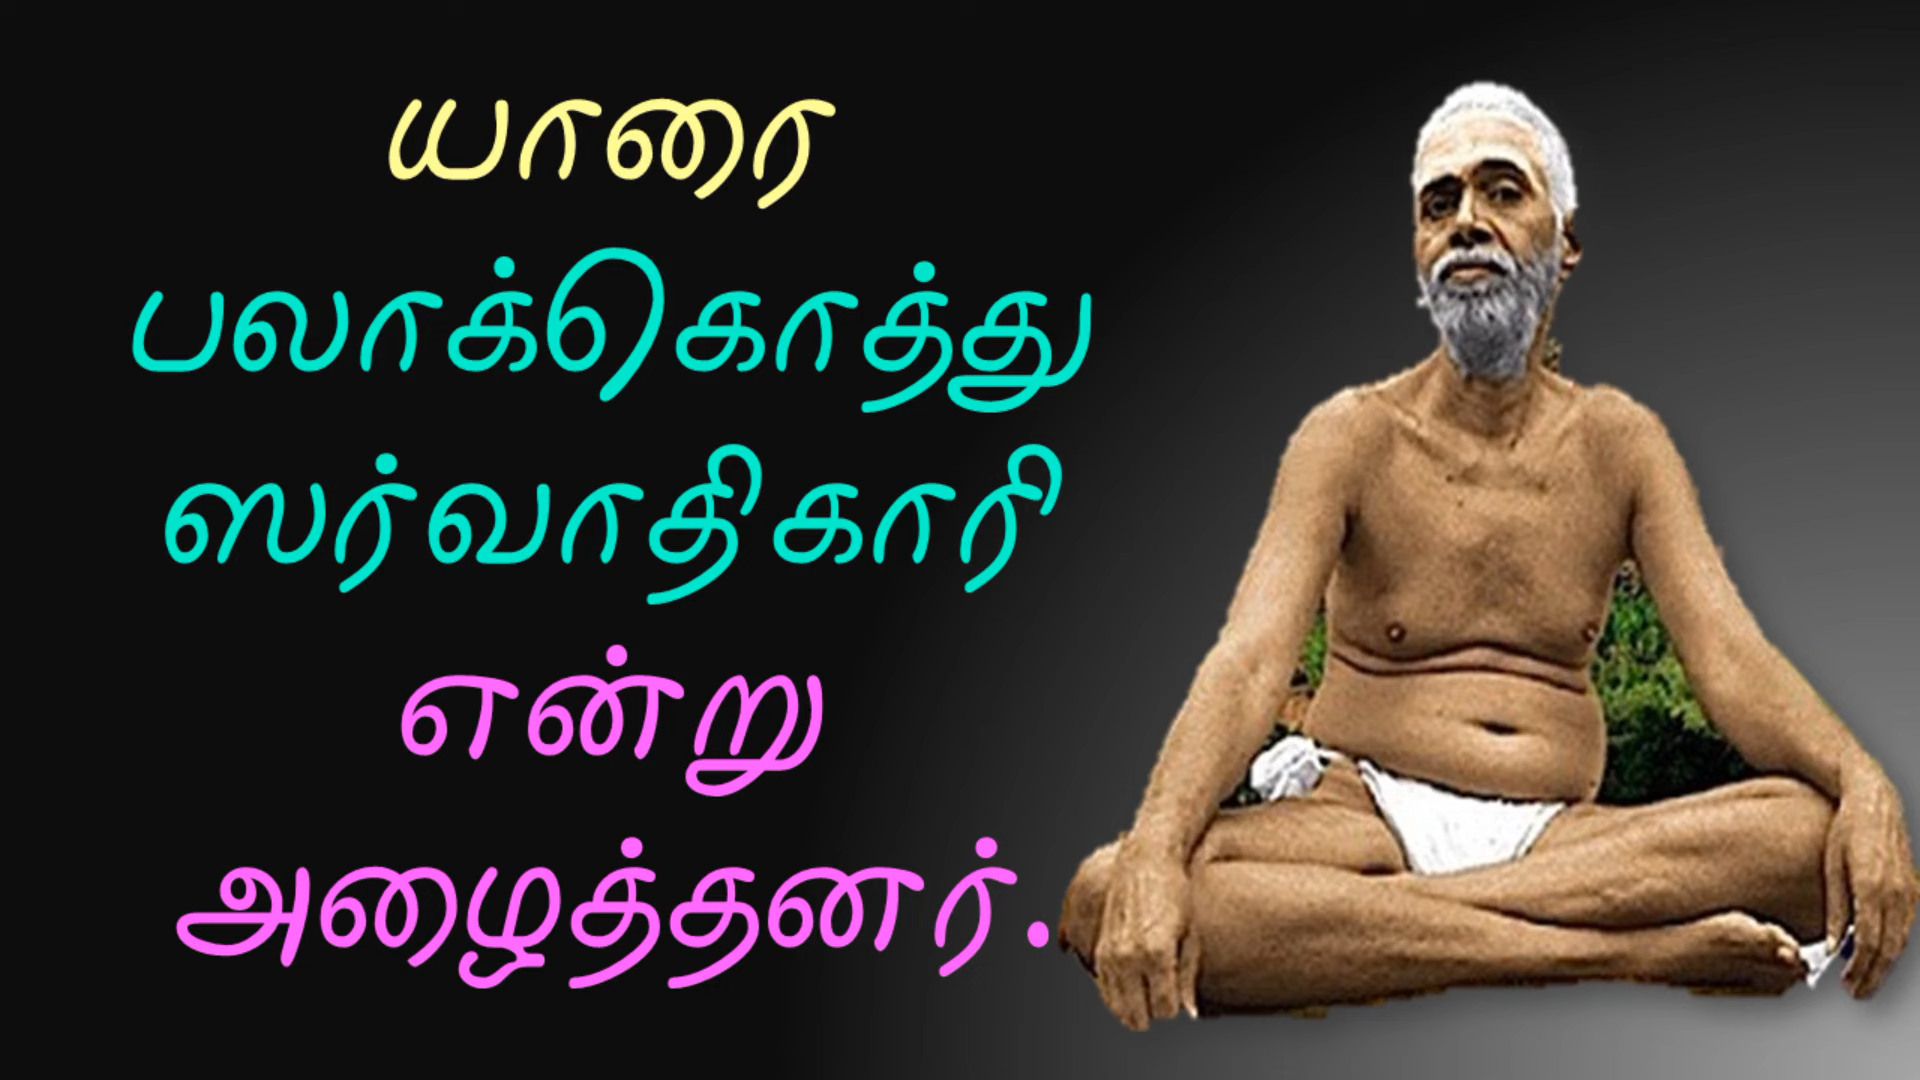 யாரை
பலாக்கொத்து
ஸர்வாதிகாரி
என்று
அழைத்தனர்.